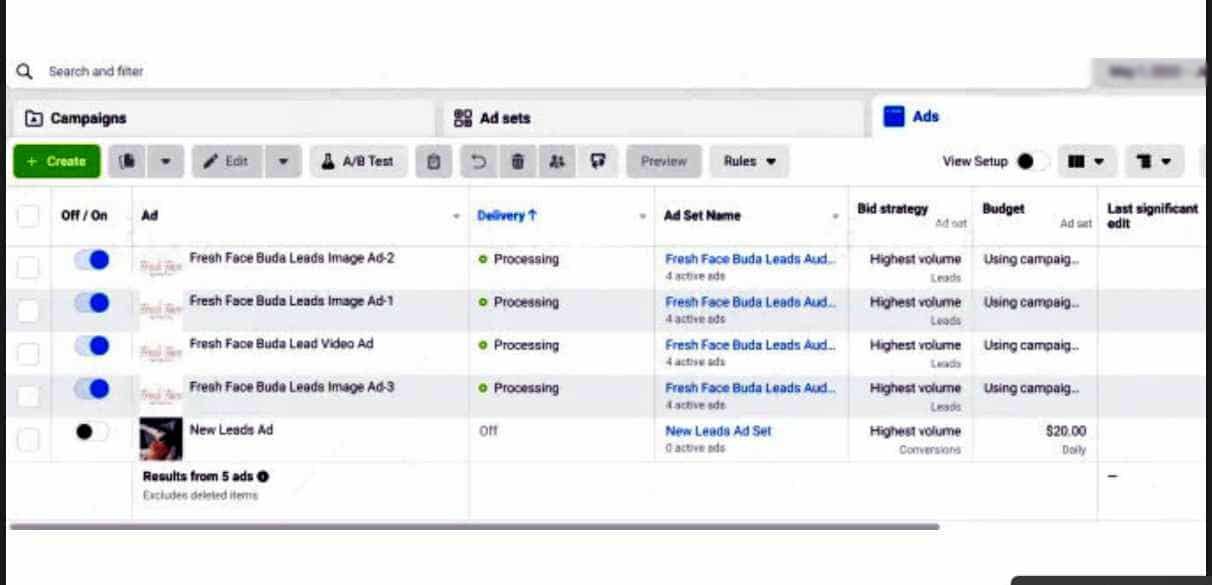 Search and filter
Campaigns
Ad sets
Ads
+ Create
Edit
A/B Test
Preview
Rules
View Setup
Off / On
Ad
Delivery ↑
Ad Set Name
Bid strategy
Ad set
Budget
Ad set
Last significant
edit
Fresh Face Buda Leads Image Ad-2
Processing
Fresh Face Buda Leads Aud...
4 active ads
Highest volume
Leads
Using campaig...
Fresh Face Buda Leads Image Ad-1
Processing
Fresh Face Buda Leads Aud...
4 active ads
Highest volume
Leads
Using campaig...
Fresh Face Buda Lead Video Ad
Processing
Fresh Face Buda Leads Aud...
4 active ads
Highest volume
Leads
Using campaig...
Fresh Face Buda Leads Image Ad-3
Processing
Fresh Face Buda Leads Aud...
4 active ads
Highest volume
Leads
Using campaig...
New Leads Ad
Off
New Leads Ad Set
0 active ads
Highest volume
Conversions
$20.00
Daily
Results from 5 ads
Excludes deleted items
—